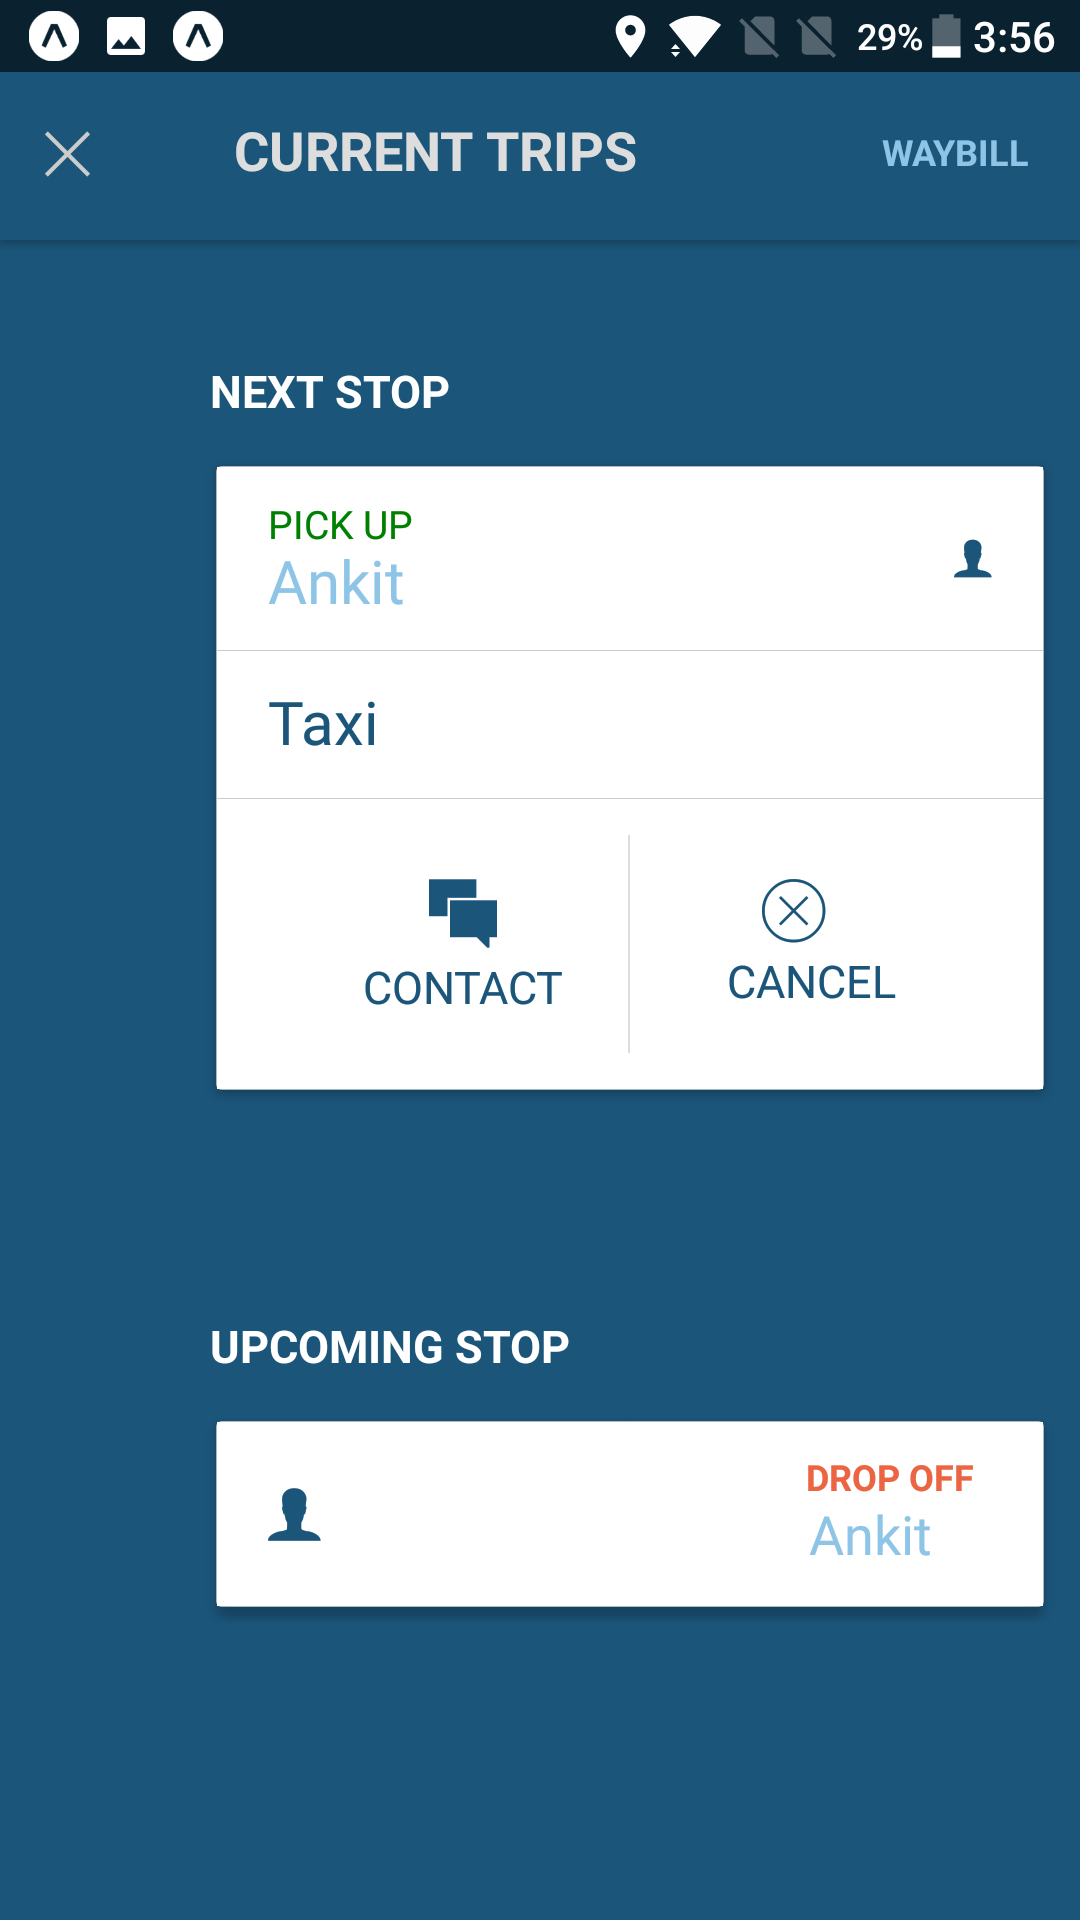 29% 3:56
CURRENT TRIPS WAYBILL
NEXT STOP
PICK UP
Ankit
Taxi
CONTACT CANCEL
UPCOMING STOP
DROP OFF
Ankit